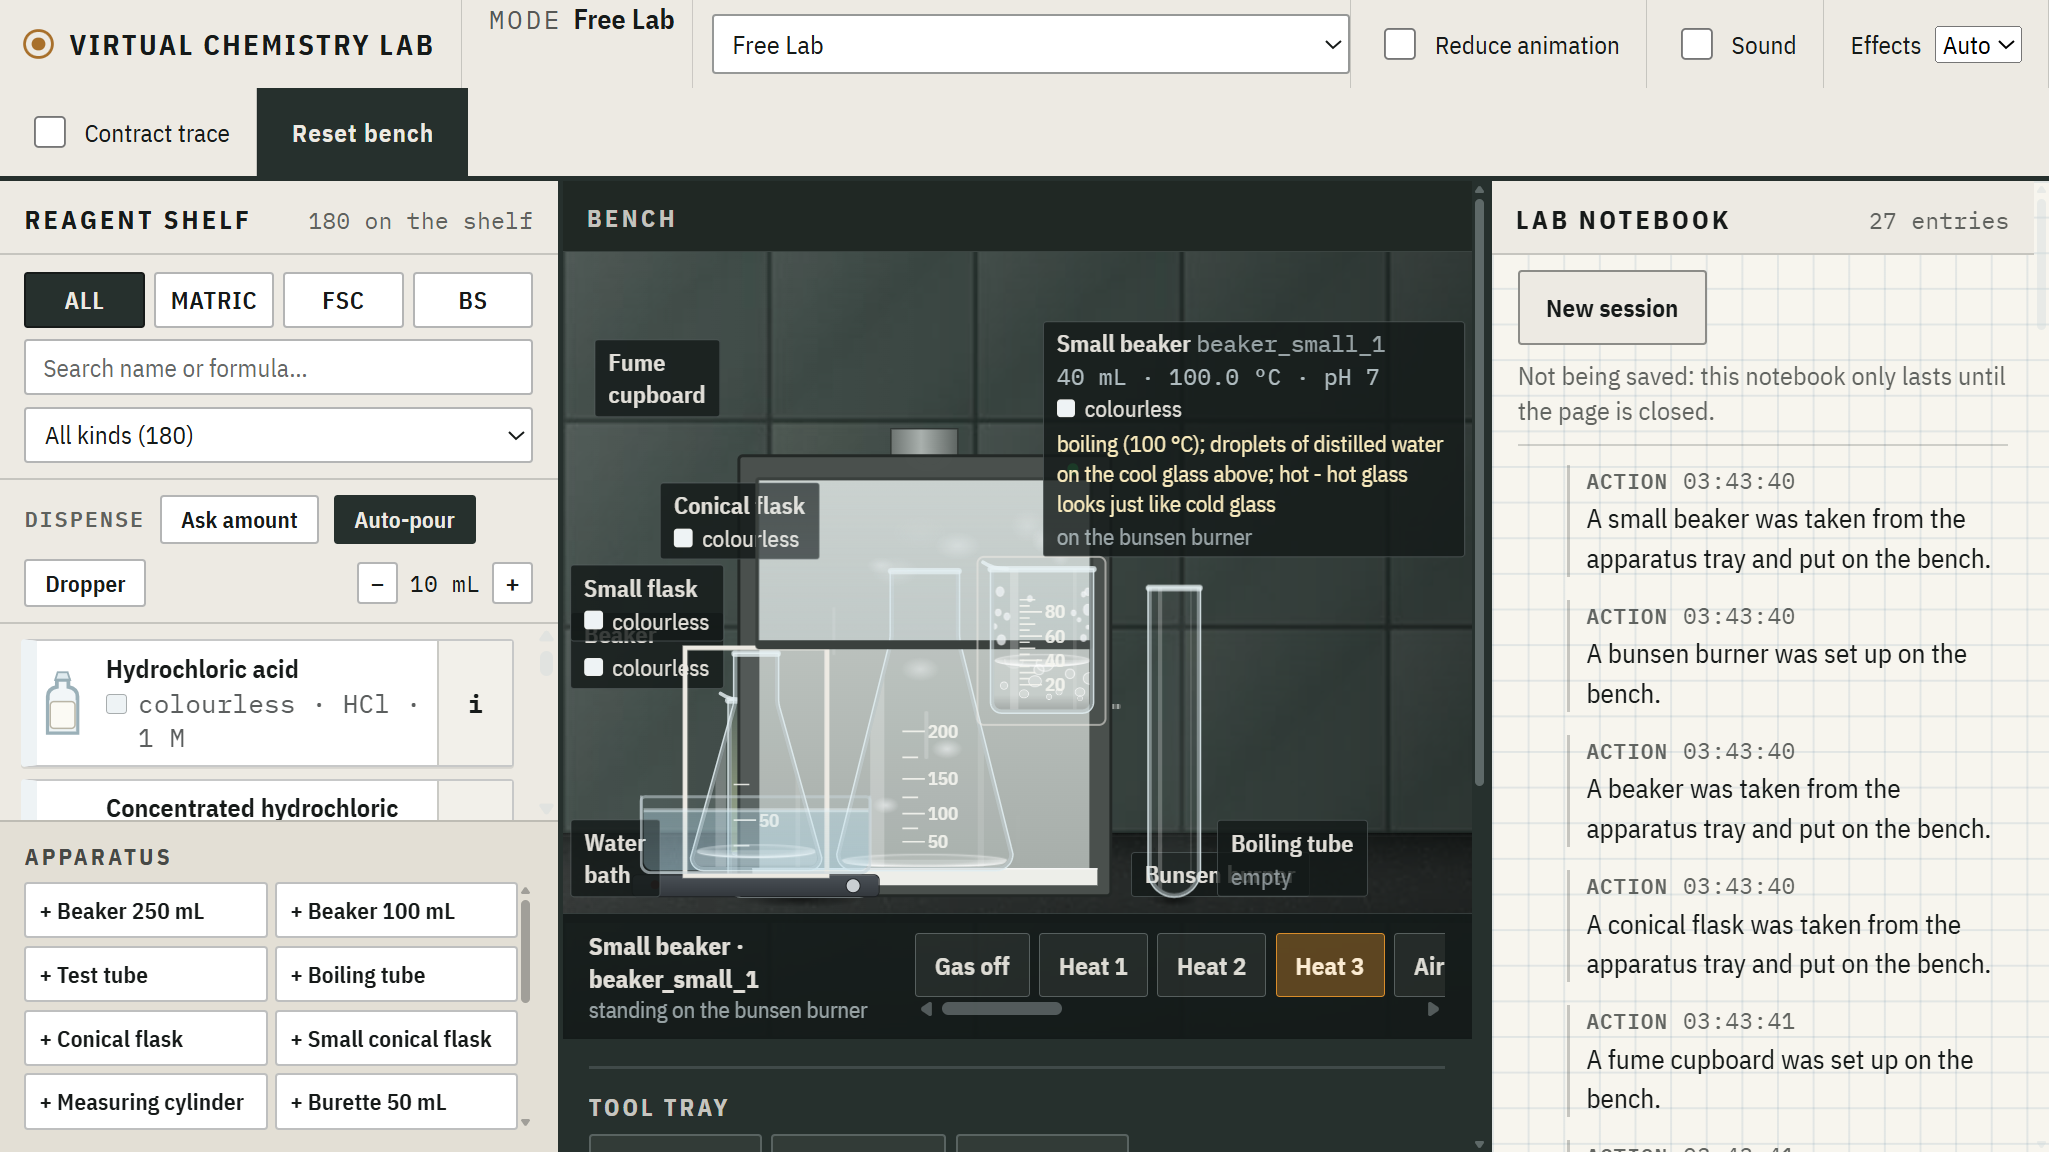 VIRTUAL CHEMISTRY LAB
MODE Free Lab
Free Lab
Reduce animation
Sound
Effects
Auto
Contract trace
Reset bench
REAGENT SHELF
180 on the shelf
ALL
MATRIC
FSC
BS
Search name or formula...
All kinds (180)
DISPENSE
Ask amount
Auto-pour
Dropper
−
10 mL
+
Hydrochloric acid
colourless · HCl ·
1 M
i
Concentrated hydrochloric
APPARATUS
+ Beaker 250 mL
+ Beaker 100 mL
+ Test tube
+ Boiling tube
+ Conical flask
+ Small conical flask
+ Measuring cylinder
+ Burette 50 mL
BENCH
Fume
cupboard
Small beaker beaker_small_1
40 mL · 100.0 °C · pH 7
colourless
boiling (100 °C); droplets of distilled water
on the cool glass above; hot - hot glass
looks just like cold glass
on the bunsen burner
Conical flask
colourless
Small flask
colourless
Beaker
colourless
80
60
40
20
200
150
100
50
50
Water
bath
Bunsen burner
Boiling tube
empty
Small beaker ·
beaker_small_1
standing on the bunsen burner
Gas off
Heat 1
Heat 2
Heat 3
Air
TOOL TRAY
LAB NOTEBOOK
27 entries
New session
Not being saved: this notebook only lasts until
the page is closed.
ACTION 03:43:40
A small beaker was taken from the
apparatus tray and put on the bench.
ACTION 03:43:40
A bunsen burner was set up on the
bench.
ACTION 03:43:40
A beaker was taken from the
apparatus tray and put on the bench.
ACTION 03:43:40
A conical flask was taken from the
apparatus tray and put on the bench.
ACTION 03:43:41
A fume cupboard was set up on the
bench.